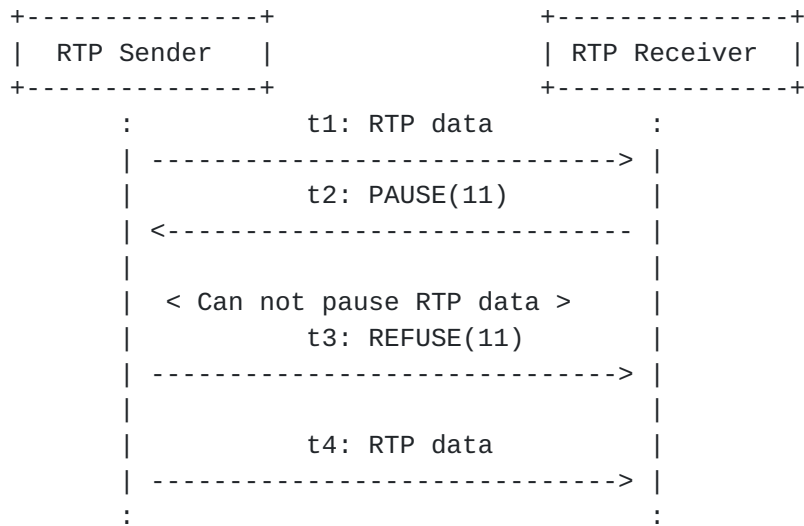 +---------------+                 +---------------+
|  RTP Sender   |                 | RTP Receiver  |
+---------------+                 +---------------+
       :           t1: RTP data          :
       | ------------------------------> |
       |           t2: PAUSE(11)         |
       | <------------------------------ |
       |                                 |
       |  < Can not pause RTP data >     |
       |           t3: REFUSE(11)        |
       | ------------------------------> |
       |                                 |
       |           t4: RTP data          |
       | ------------------------------> |
       :                                 :